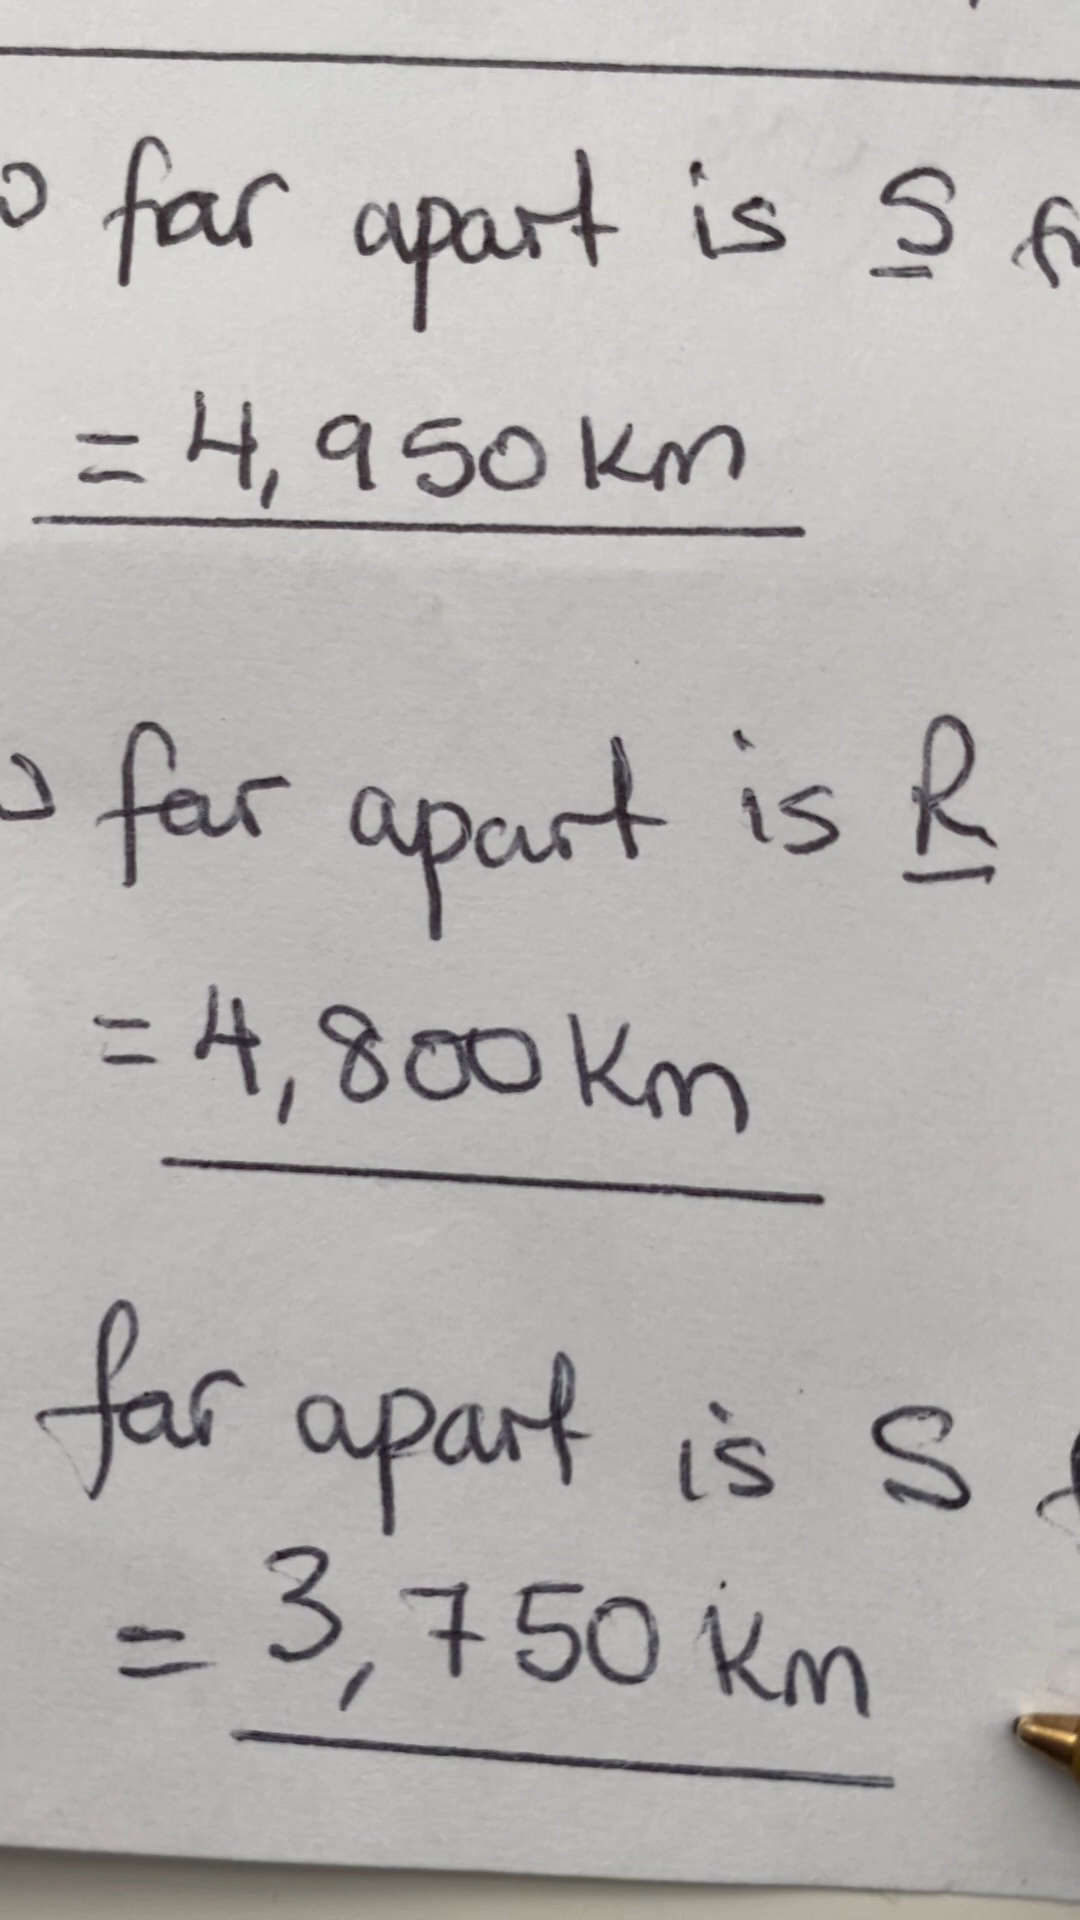 far apart is S
= 4,950 km
far apart is R
= 4,800 km
far apart is S
= 3,750 km